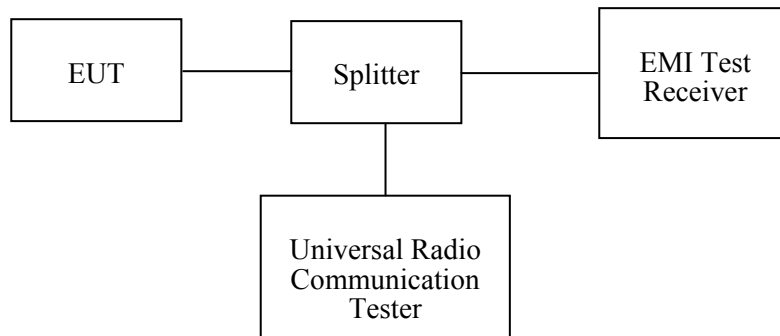 EUT
Splitter
EMI Test
Receiver
Universal Radio
Communication
Tester